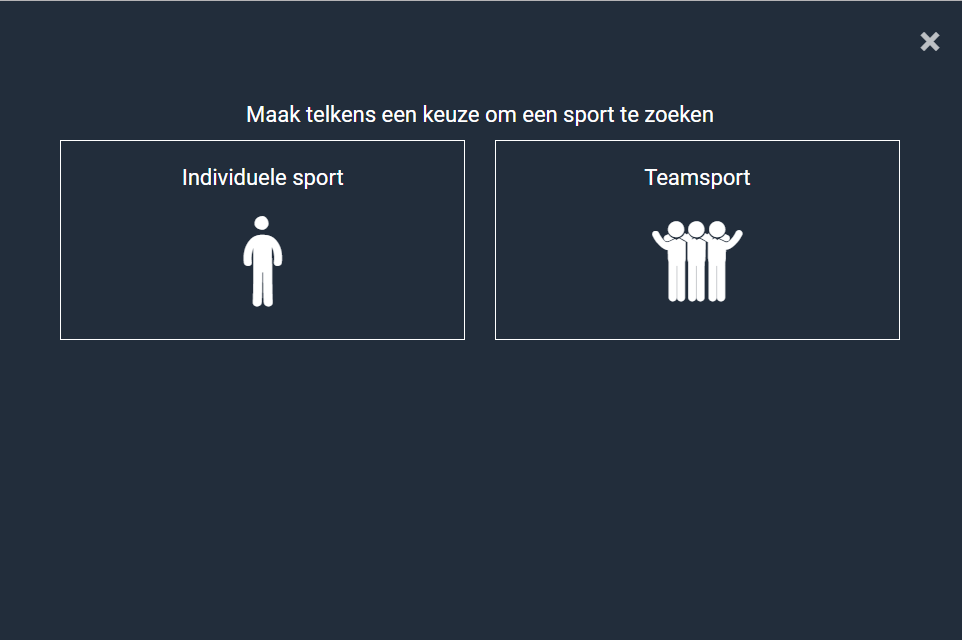 Maak telkens een keuze om een sport te zoeken
Individuele sport
Teamsport